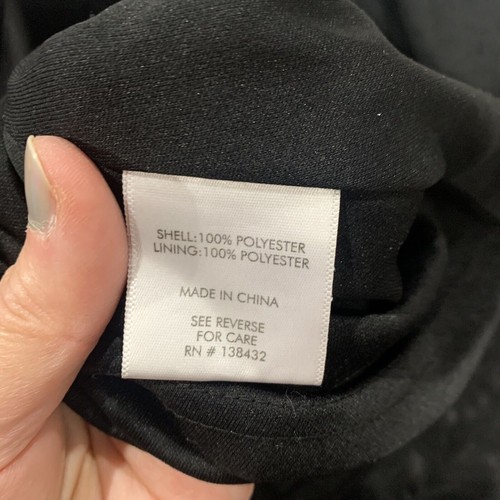 SHELL:100% POLYESTER
LINING:100% POLYESTER
MADE IN CHINA
SEE REVERSE
FOR CARE
RN # 138432